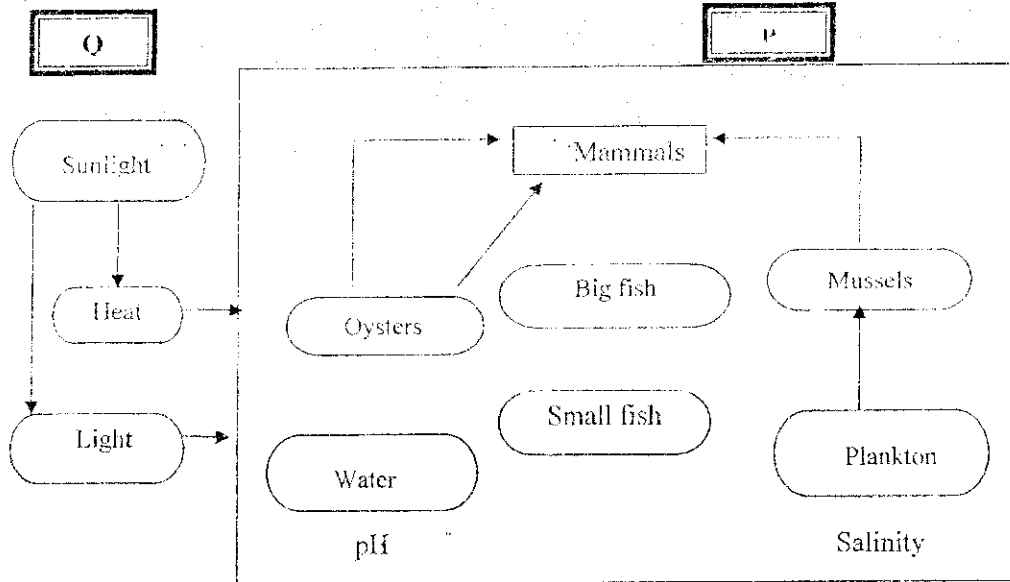 Q
P
Sunlight
Mammals
Heat
Oysters
Big fish
Mussels
Light
Small fish
Water
Plankton
pH
Salinity